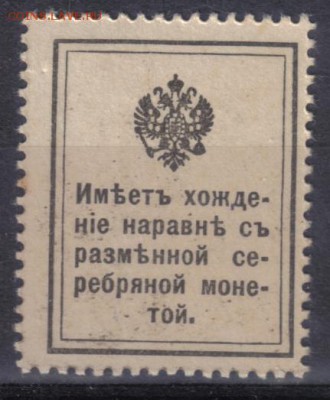 Имѣетъ хожде-
ніе наравнѣ съ
размѣнной се-
ребряной моне-
той.